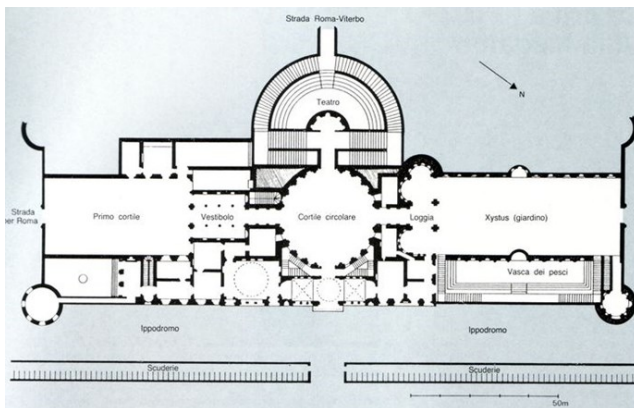 Strada Roma-Viterbo
N
Teatro
Strada
per Roma
Primo cortile
Vestibolo
Cortile circolare
Loggia
Xystus (giardino)
Vasca dei pesci
Ippodromo
Ippodromo
Scuderie
Scuderie
50m